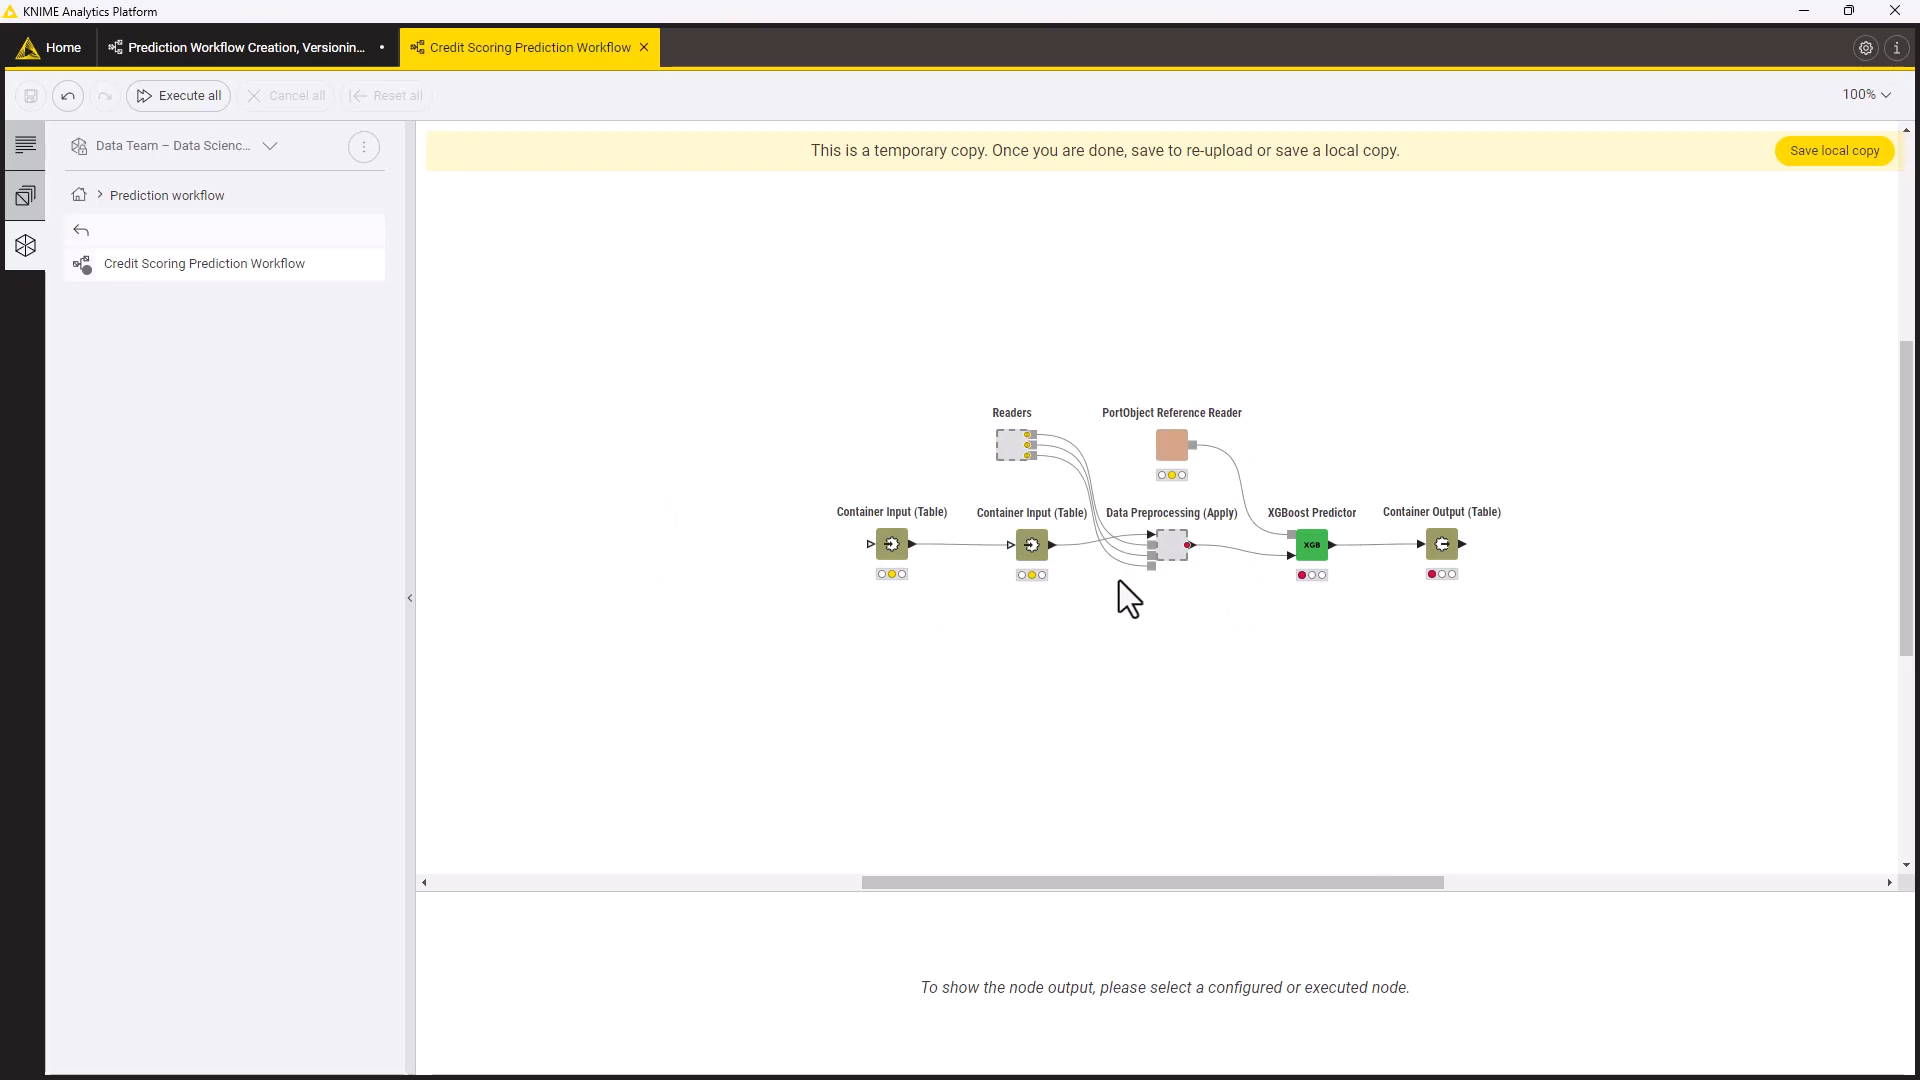 KNIME Analytics Platform
Home
Prediction Workflow Creation, Versionin...
Credit Scoring Prediction Workflow
Execute all
Cancel all
Reset all
100%
Data Team – Data Scienc...
This is a temporary copy. Once you are done, save to re-upload or save a local copy.
Save local copy
Prediction workflow
Credit Scoring Prediction Workflow
Readers
PortObject Reference Reader
Container Input (Table)
Container Input (Table)
Data Preprocessing (Apply)
XGBoost Predictor
Container Output (Table)
XGB
To show the node output, please select a configured or executed node.